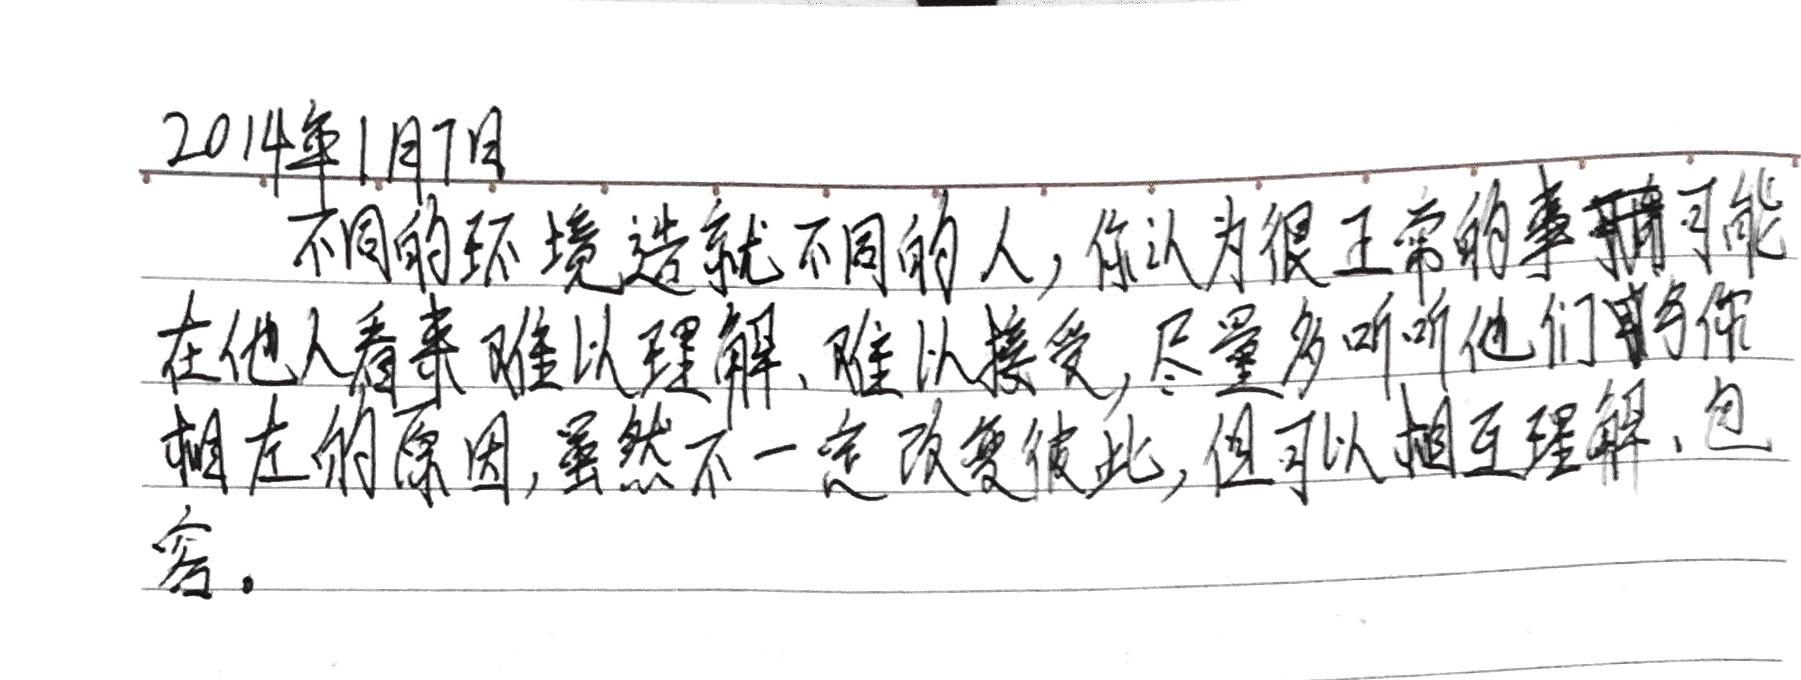 2014年1月7日
不同的环境造就不同的人，你认为很正常的事情可能
在他人看来难以理解、难以接受，尽量多听听他们与你
相左的原因，虽然不一定改变彼此，但可以相互理解、包
容.